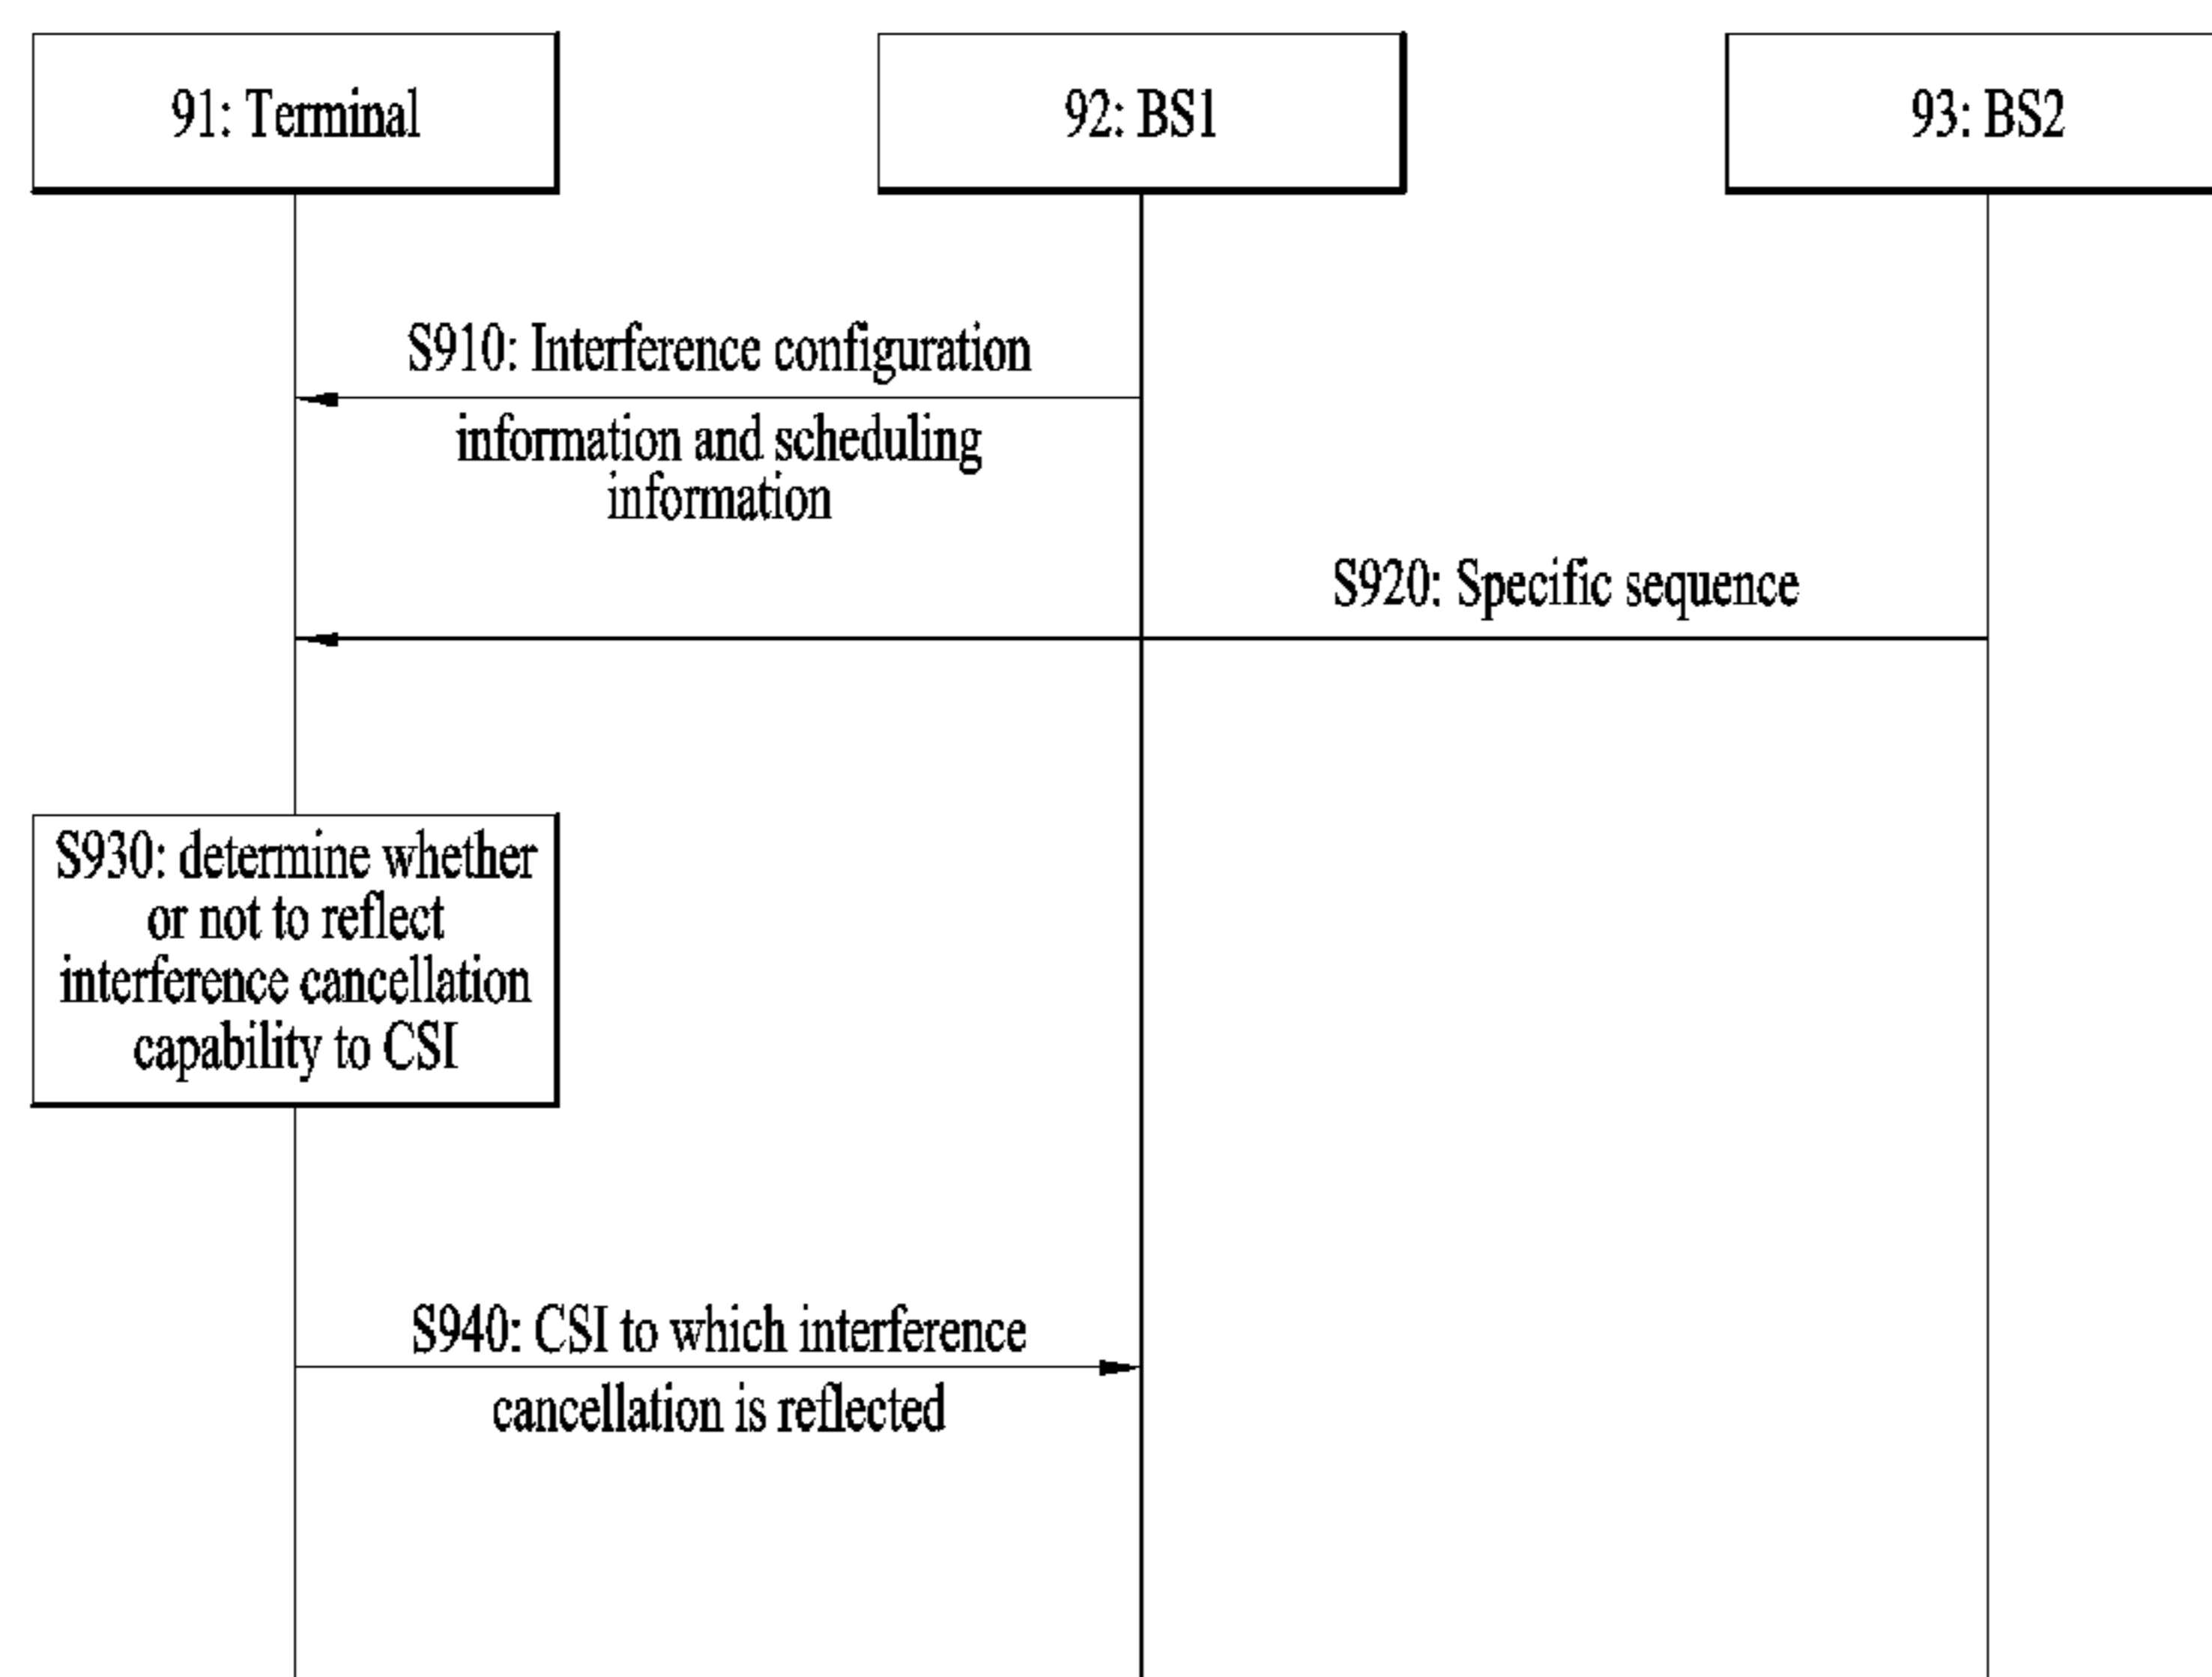 91: Terminal
92: BS1
93: BS2
S910: Interference configuration
information and scheduling
information
S920: Specific sequence
S930: determine whether
or not to reflect
interference cancellation
capability to CSI
S940: CSI to which interference
cancellation is reflected